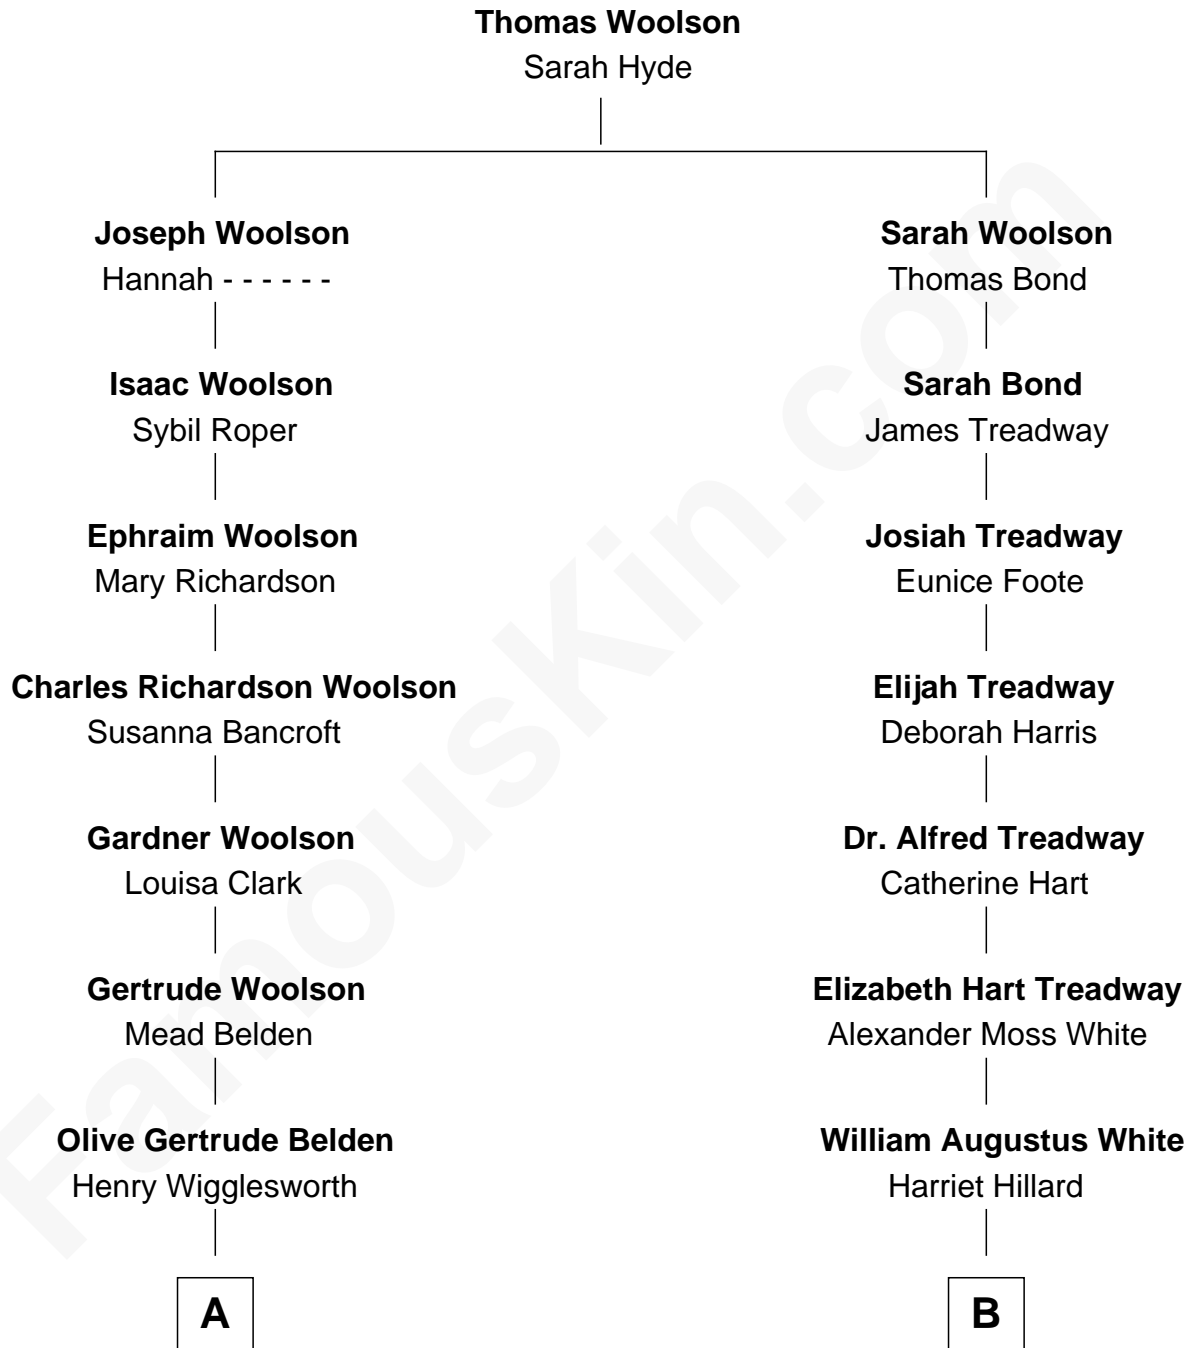 Thomas Woolson
Sarah Hyde
Joseph Woolson
Hannah - - - - - -
Isaac Woolson
Sybil Roper
Ephraim Woolson
Mary Richardson
Charles Richardson Woolson
Susanna Bancroft
Gardner Woolson
Louisa Clark
Gertrude Woolson
Mead Belden
Olive Gertrude Belden
Henry Wigglesworth
A
Sarah Woolson
Thomas Bond
Sarah Bond
James Treadway
Josiah Treadway
Eunice Foote
Elijah Treadway
Deborah Harris
Dr. Alfred Treadway
Catherine Hart
Elizabeth Hart Treadway
Alexander Moss White
William Augustus White
Harriet Hillard
B
FamousKin.com